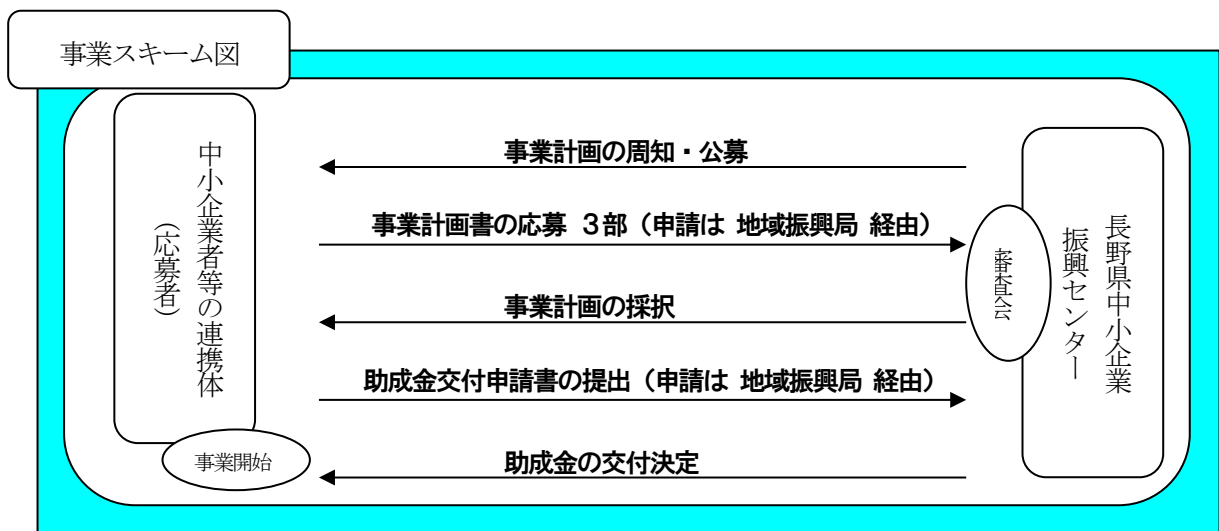 事業スキーム図
中小企業者等の連携体
(応募者)
事業計画の周知・公募
事業計画書の応募 3部(申請は 地域振興局 経由)
事業計画の採択
助成金交付申請書の提出(申請は 地域振興局 経由)
助成金の交付決定
事業開始
審査会
長野県中小企業
振興センター